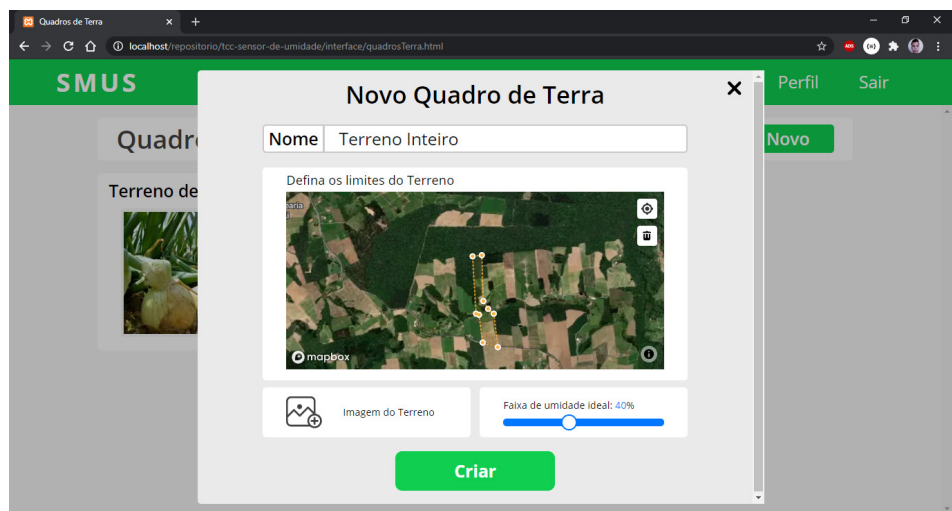 Quadros de Terra
localhost/repositorio/tcc-sensor-de-umidade/interface/quadrosTerra.html
ABS
SMUS
Perfil
Sair
Novo Quadro de Terra
Quadr
Novo
Nome
Terreno Inteiro
Terreno de
Defina os limites do Terreno
mapbox
Imagem do Terreno
Faixa de umidade ideal: 40%
Criar